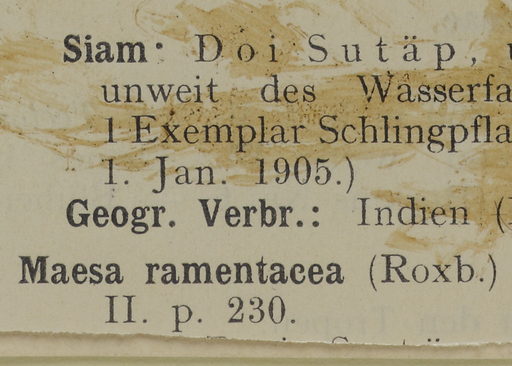 Siam: Doi Sutäp,
unweit des Wasserfa
1 Exemplar Schlingpfla
1. Jan. 1905.)
Geogr. Verbr.: Indien (
Maesa ramentacea (Roxb.)
II. p. 230.